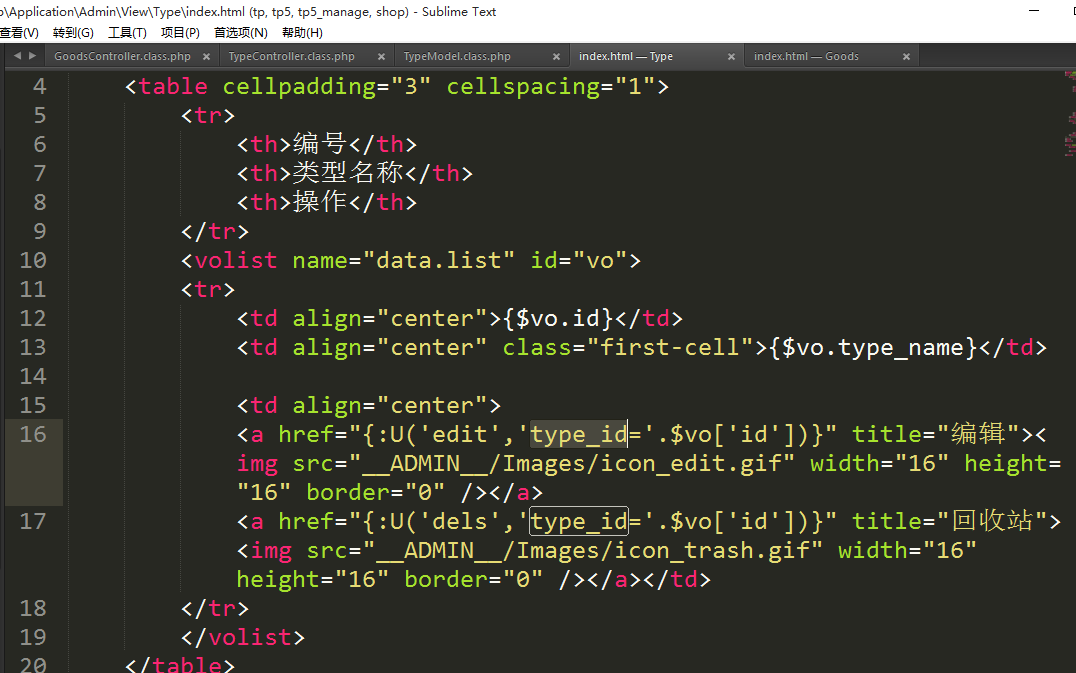 p\Application\Admin\View\Type\index.html (tp, tp5, tp5_manage, shop) - Sublime Text
查看(V) 转到(G) 工具(T) 项目(P) 首选项(N) 帮助(H)
GoodsController.class.php TypeController.class.php TypeModel.class.php index.html — Type index.html — Goods
4 <table cellpadding="3" cellspacing="1">
5 <tr>
6 <th>编号</th>
7 <th>类型名称</th>
8 <th>操作</th>
9 </tr>
10 <volist name="data.list" id="vo">
11 <tr>
12 <td align="center">{$vo.id}</td>
13 <td align="center" class="first-cell">{$vo.type_name}</td>
14
15 <td align="center">
16 <a href="{:U('edit','type_id='.$vo['id'])}" title="编辑"><
img src="__ADMIN__/Images/icon_edit.gif" width="16" height=
"16" border="0" /></a>
17 <a href="{:U('dels','type_id='.$vo['id'])}" title="回收站">
<img src="__ADMIN__/Images/icon_trash.gif" width="16"
height="16" border="0" /></a></td>
18 </tr>
19 </volist>
20 </table>